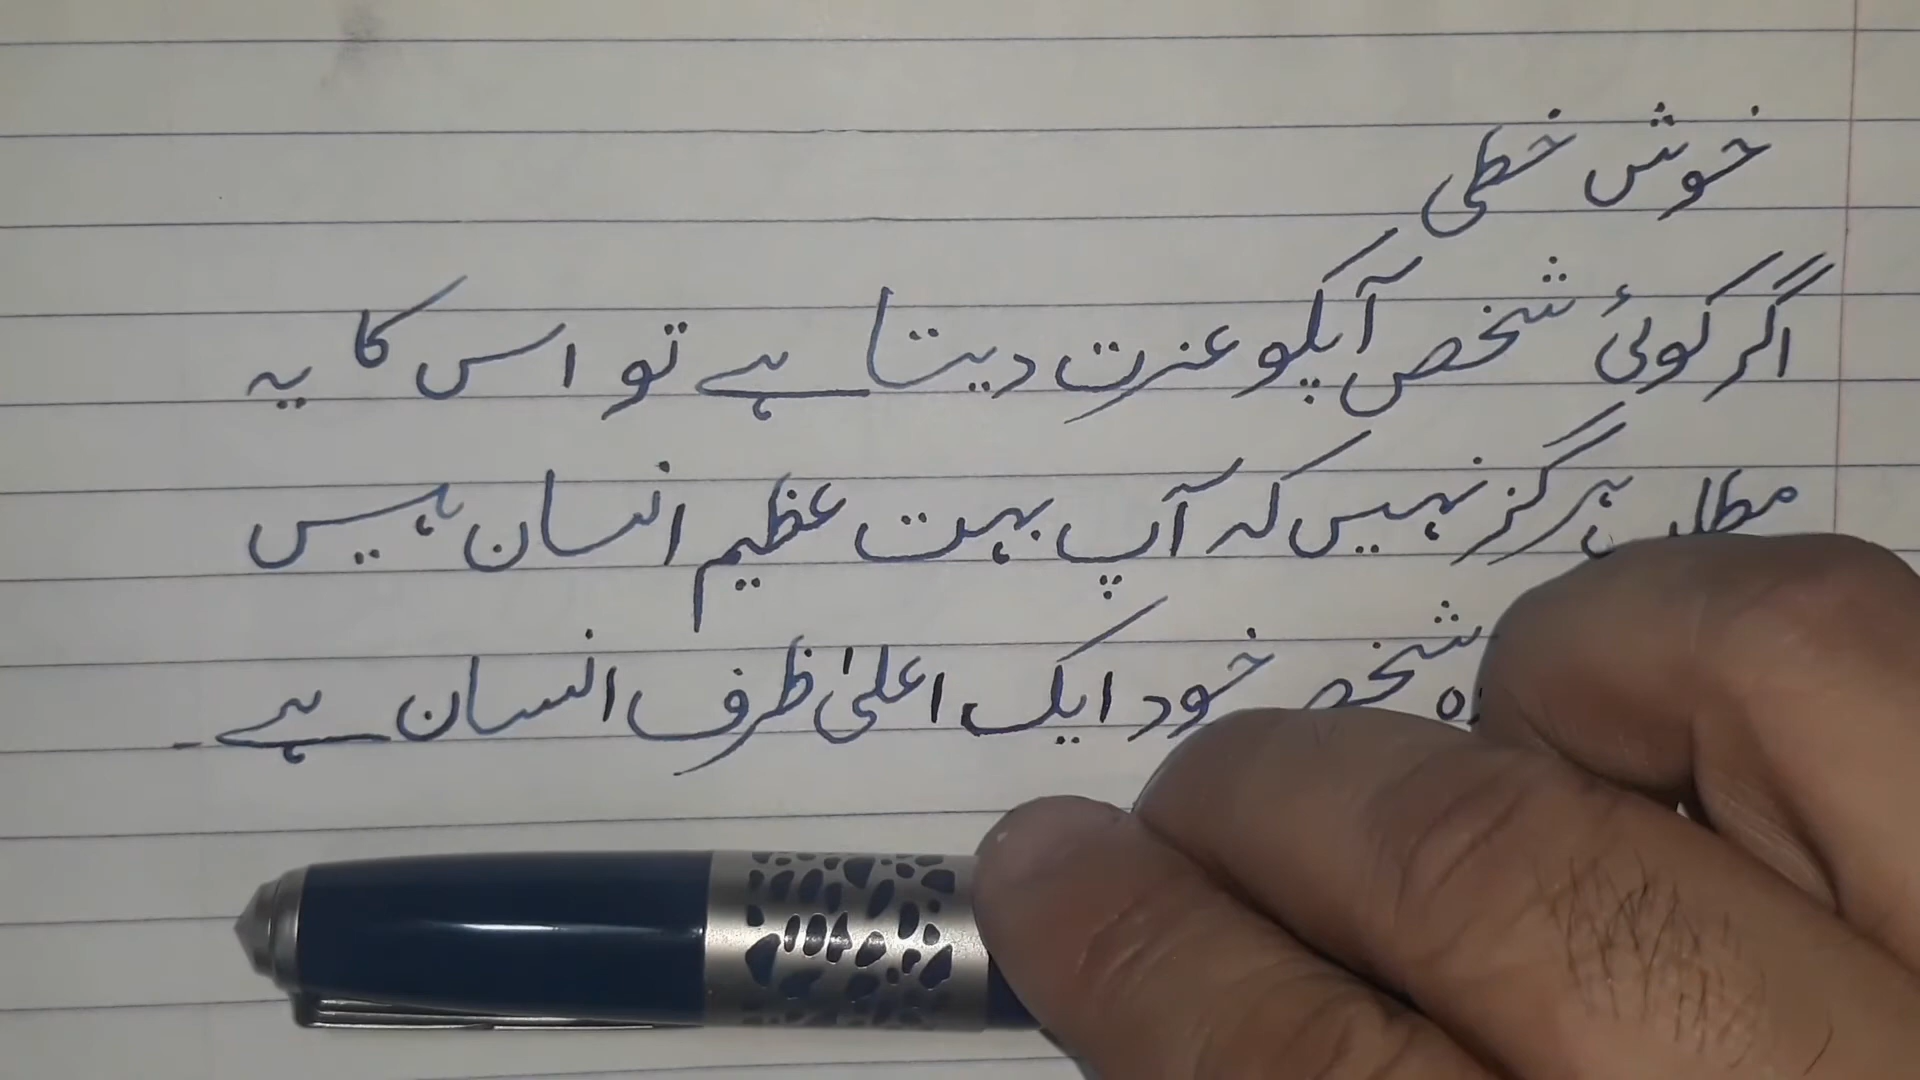 خوش خطی
اگر کوئی شخص آپکو عزت دیتا ہے تو اس کا یہ
مطلب ہرگز نہیں کہ آپ بہت عظیم انسان ہیں
شخص خود ایک اعلیٰ ظرف انسان ہے۔